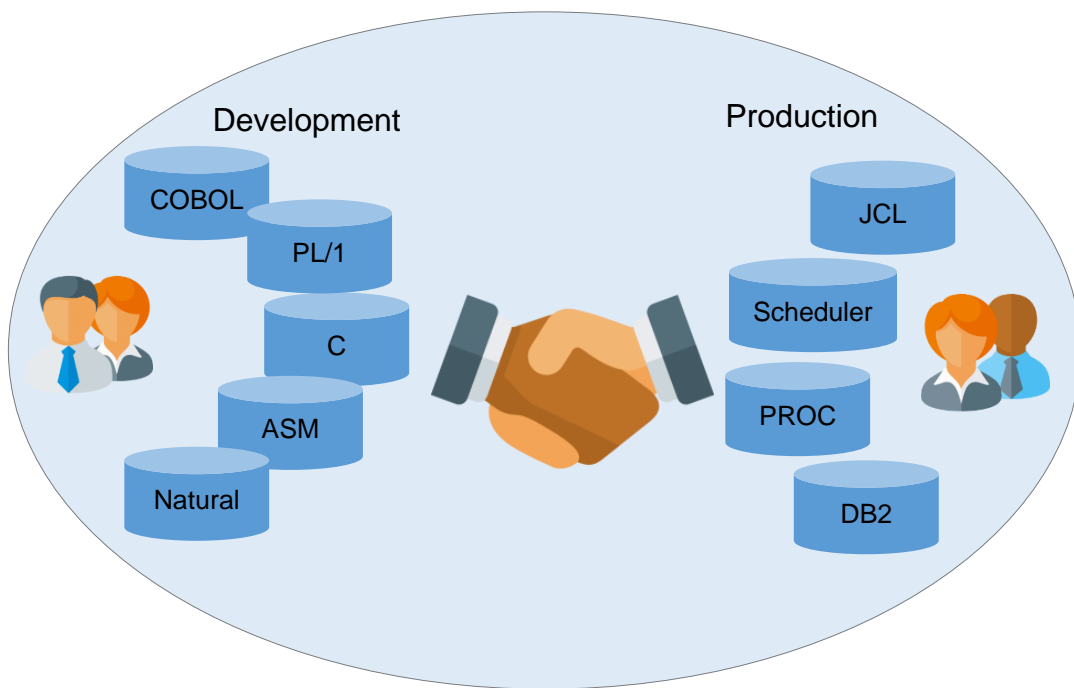 Development
COBOL
PL/1
C
ASM
Natural
Production
JCL
Scheduler
PROC
DB2